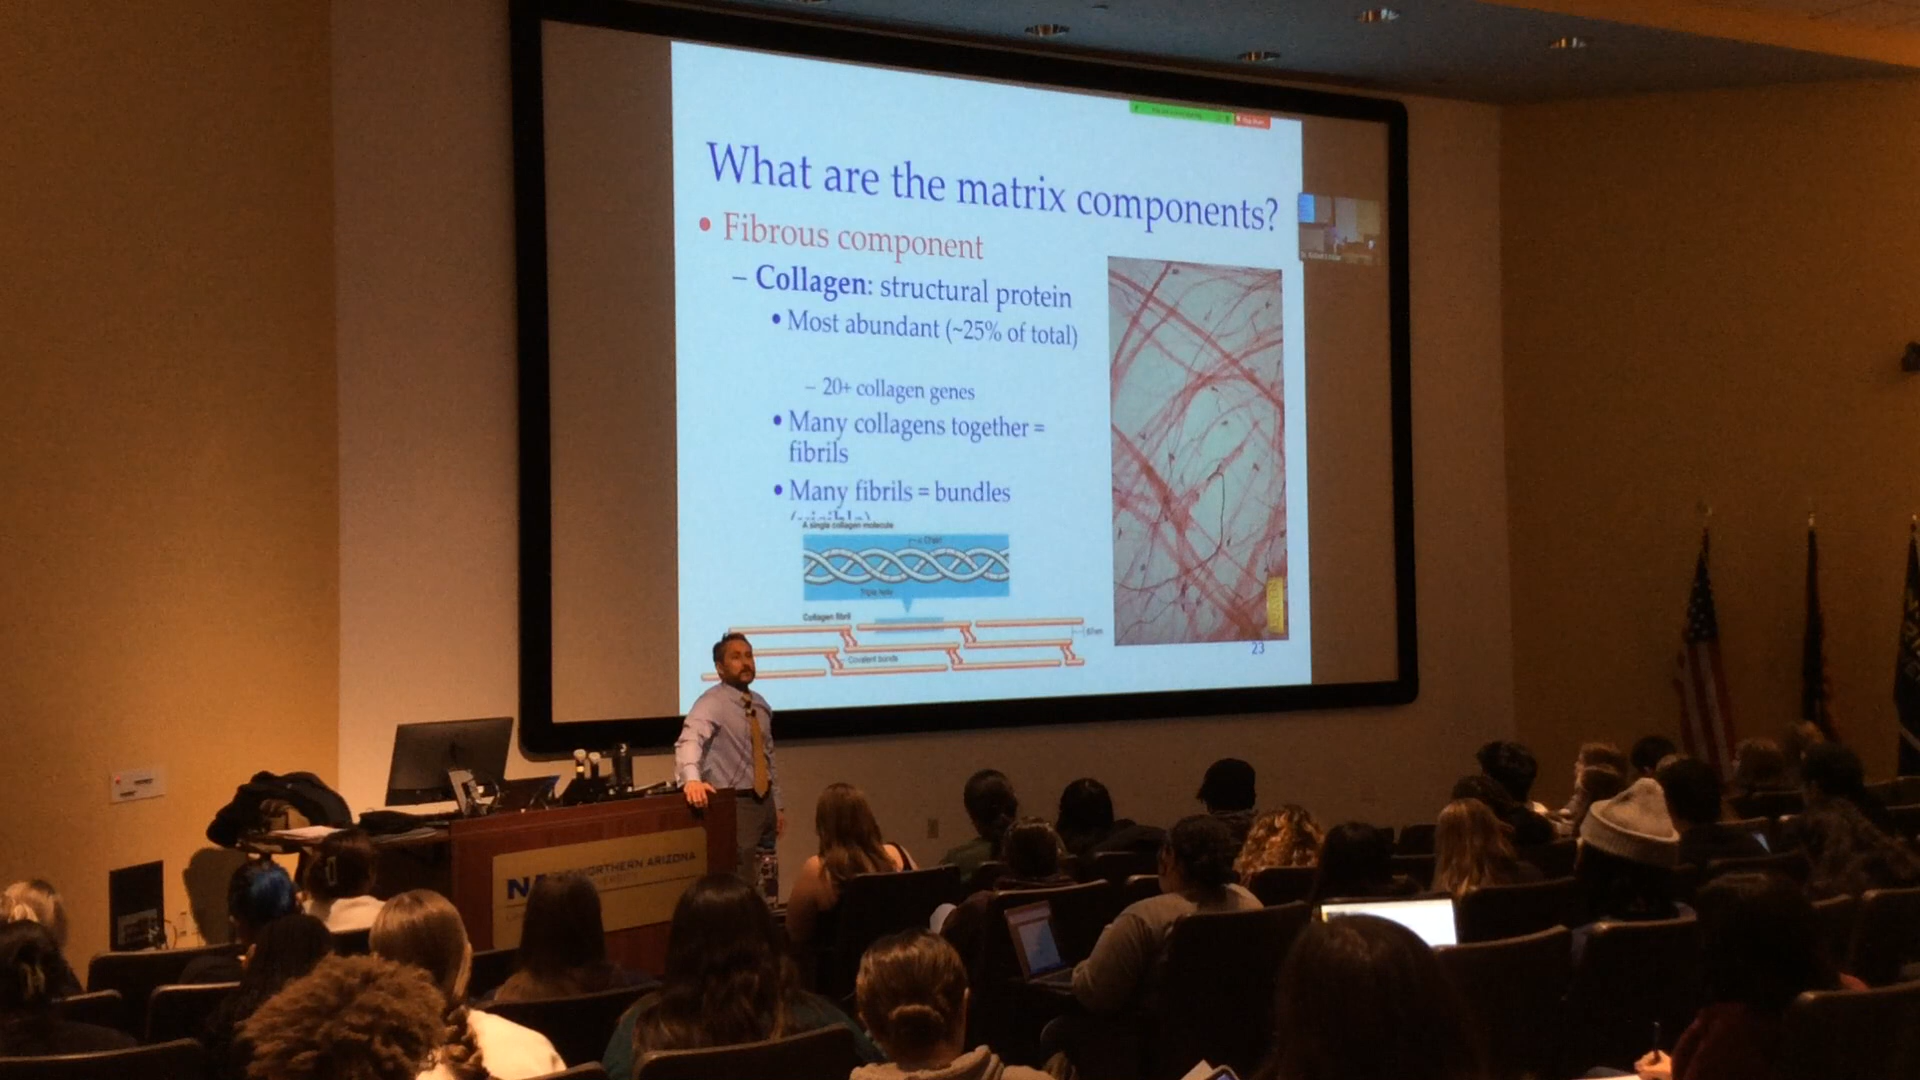 What are the matrix components?
• Fibrous component
– Collagen: structural protein
• Most abundant (~25% of total)
– 20+ collagen genes
• Many collagens together =
fibrils
• Many fibrils = bundles
A single collagen molecule
Triple helix
Collagen fibril
Covalent bonds
23
NORTHERN ARIZONA